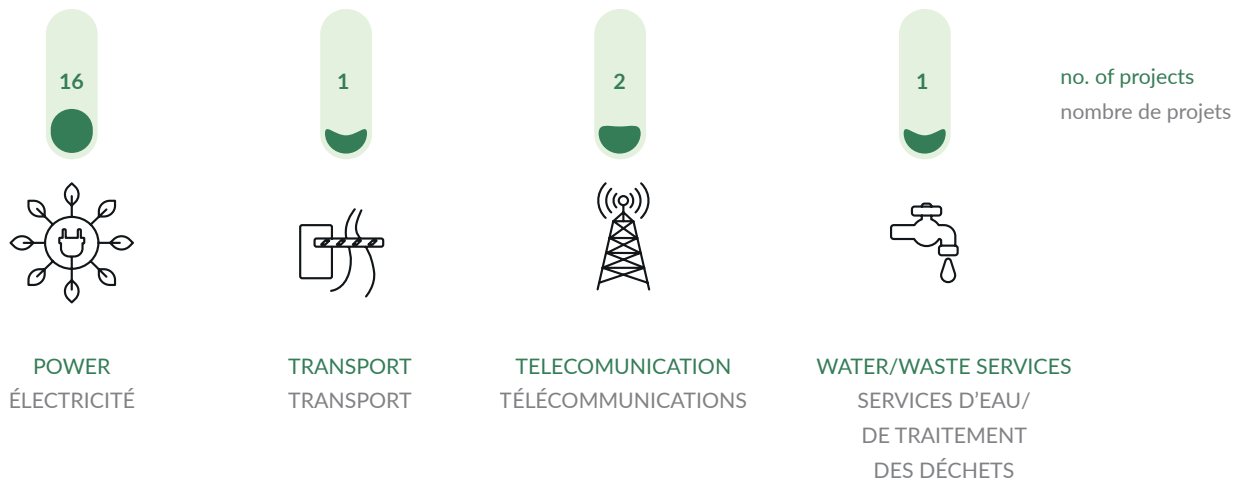 16
1
2
1
no. of projects
nombre de projets
POWER
ÉLECTRICITÉ
TRANSPORT
TRANSPORT
TELECOMUNICATION
TÉLÉCOMMUNICATIONS
WATER/WASTE SERVICES
SERVICES D’EAU/
DE TRAITEMENT
DES DÉCHETS